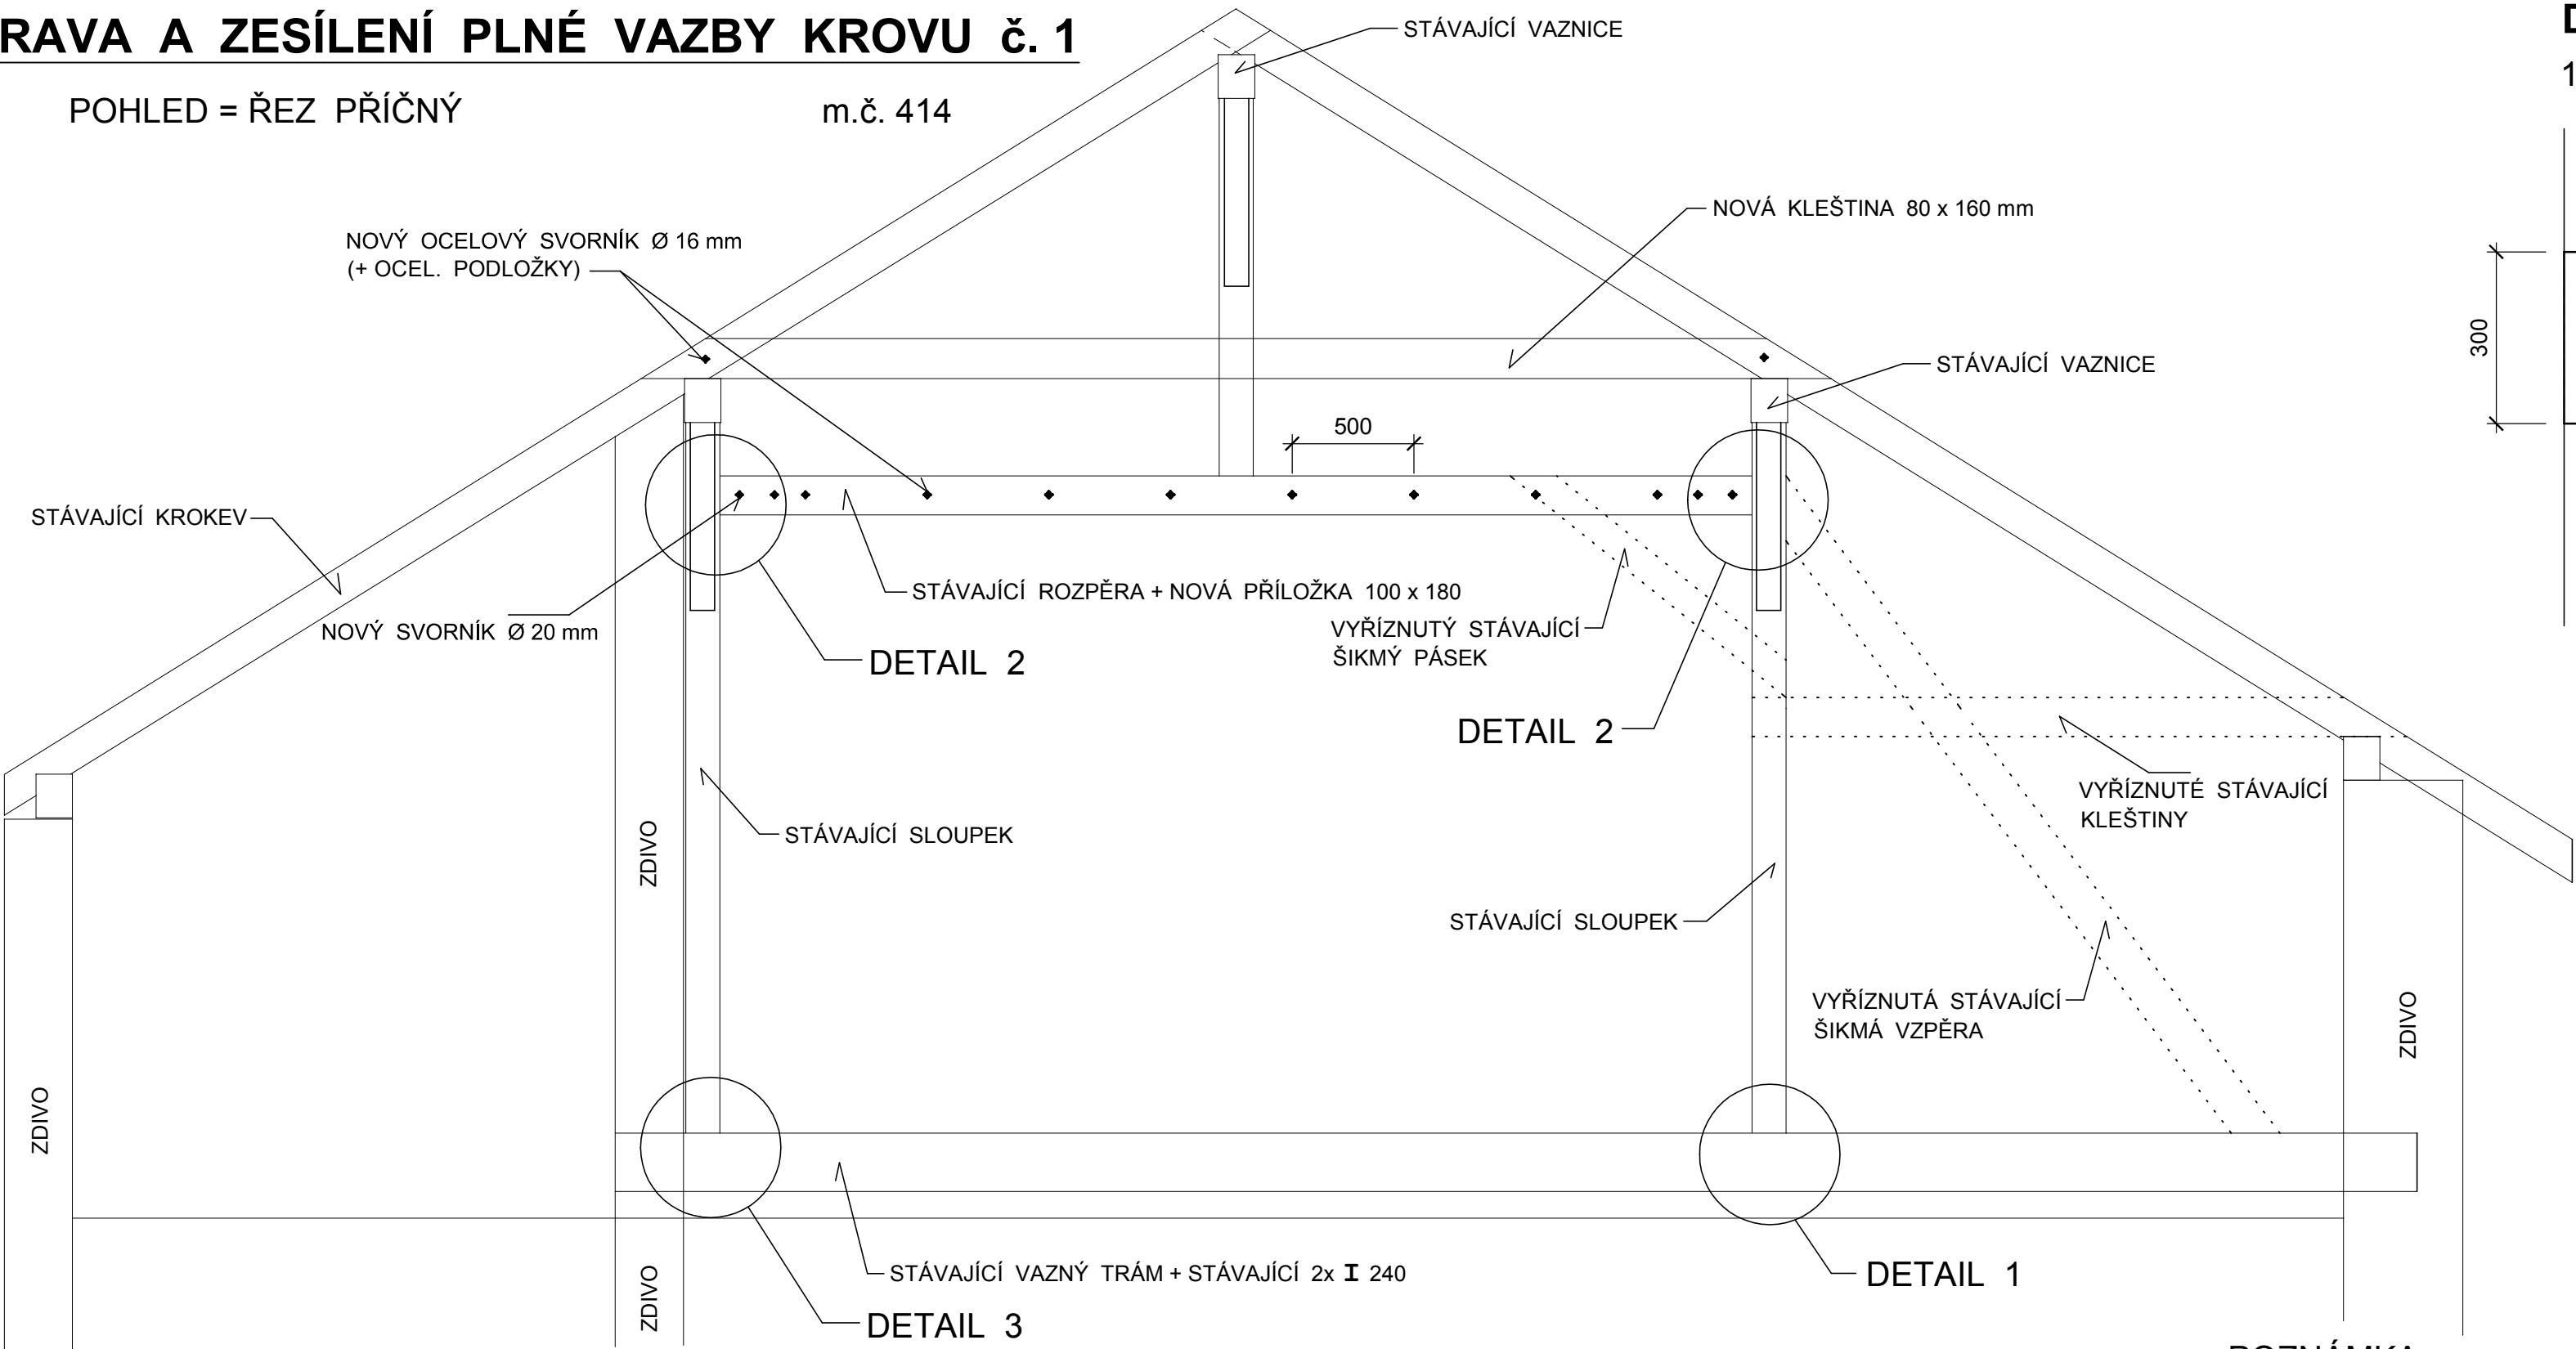 RAVA A ZESÍLENÍ PLNÉ VAZBY KROVU č. 1
POHLED = ŘEZ PŘÍČNÝ
m.č. 414
STÁVAJÍCÍ VAZNICE
NOVÁ KLEŠTINA 80 x 160 mm
NOVÝ OCELOVÝ SVORNÍK Ø 16 mm
(+ OCEL. PODLOŽKY)
300
STÁVAJÍCÍ VAZNICE
500
STÁVAJÍCÍ KROKEV
STÁVAJÍCÍ ROZPĚRA + NOVÁ PŘÍLOŽKA 100 x 180
NOVÝ SVORNÍK Ø 20 mm
VYŘÍZNUTÝ STÁVAJÍCÍ
ŠIKMÝ PÁSEK
DETAIL 2
DETAIL 2
VYŘÍZNUTÉ STÁVAJÍCÍ
KLEŠTINY
STÁVAJÍCÍ SLOUPEK
ZDIVO
STÁVAJÍCÍ SLOUPEK
VYŘÍZNUTÁ STÁVAJÍCÍ
ŠIKMÁ VZPĚRA
ZDIVO
ZDIVO
STÁVAJÍCÍ VAZNÝ TRÁM + STÁVAJÍCÍ 2x I 240
DETAIL 1
ZDIVO
DETAIL 3